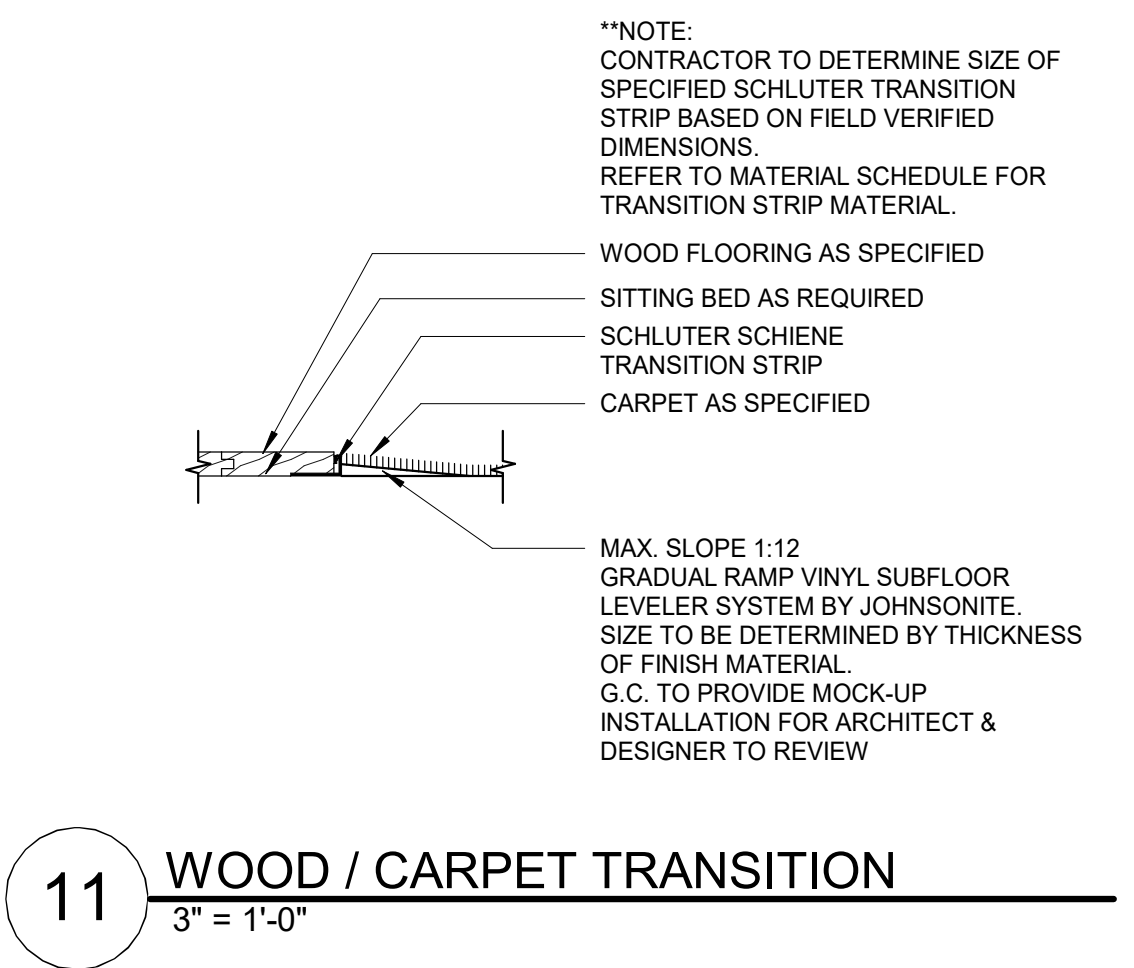 **NOTE:
CONTRACTOR TO DETERMINE SIZE OF
SPECIFIED SCHLUTER TRANSITION
STRIP BASED ON FIELD VERIFIED
DIMENSIONS.
REFER TO MATERIAL SCHEDULE FOR
TRANSITION STRIP MATERIAL.
WOOD FLOORING AS SPECIFIED
SITTING BED AS REQUIRED
SCHLUTER SCHIENE
TRANSITION STRIP
CARPET AS SPECIFIED
MAX. SLOPE 1:12
GRADUAL RAMP VINYL SUBFLOOR
LEVELER SYSTEM BY JOHNSONITE.
SIZE TO BE DETERMINED BY THICKNESS
OF FINISH MATERIAL.
G.C. TO PROVIDE MOCK-UP
INSTALLATION FOR ARCHITECT &
DESIGNER TO REVIEW
11
WOOD / CARPET TRANSITION
3" = 1'-0"